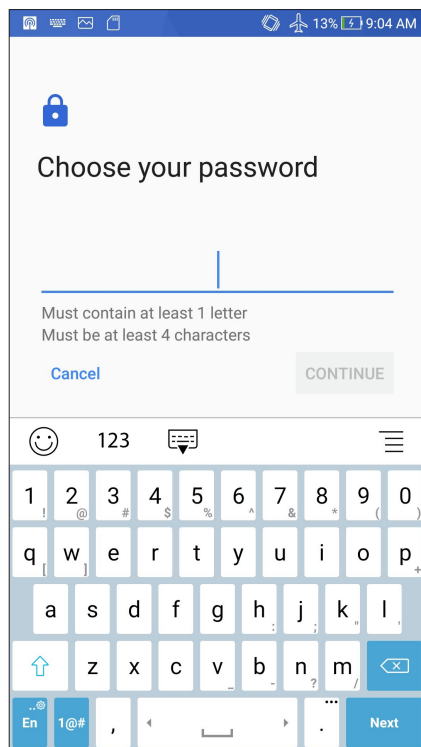 13% 9:04 AM
Choose your password
Must contain at least 1 letter
Must be at least 4 characters
Cancel CONTINUE
123
1 ! 2 @ 3 # 4 $ 5 % 6 ^ 7 & 8 * 9 ( 0 )
q [ w ] e r t y u i o p +
a s d f g h : j ; k " l '
z x c v _ b - n ? m /
En 1@# , . Next